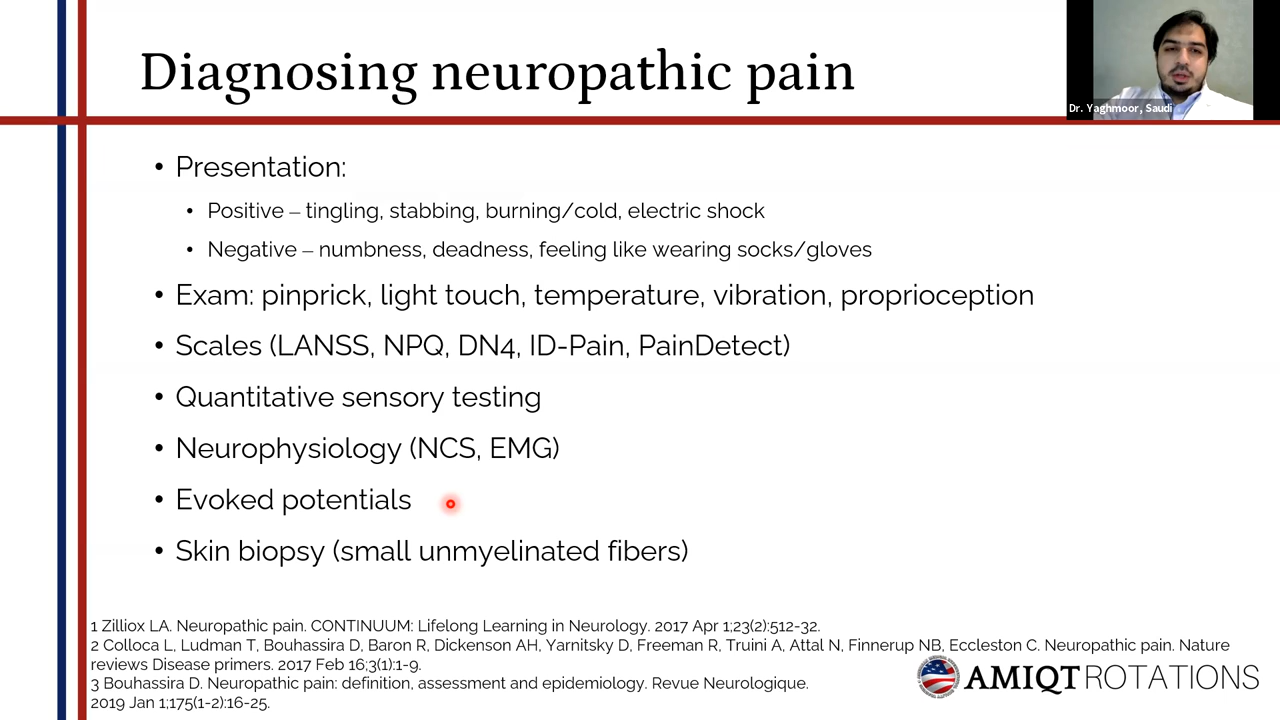 Diagnosing neuropathic pain
Dr. Yaghmoor, Saudi
• Presentation:
• Positive – tingling, stabbing, burning/cold, electric shock
• Negative – numbness, deadness, feeling like wearing socks/gloves
• Exam: pinprick, light touch, temperature, vibration, proprioception
• Scales (LANSS, NPQ, DN4, ID-Pain, PainDetect)
• Quantitative sensory testing
• Neurophysiology (NCS, EMG)
• Evoked potentials
• Skin biopsy (small unmyelinated fibers)
1 Zilliox LA. Neuropathic pain. CONTINUUM: Lifelong Learning in Neurology. 2017 Apr 1;23(2):512-32.
2 Colloca L, Ludman T, Bouhassira D, Baron R, Dickenson AH, Yarnitsky D, Freeman R, Truini A, Attal N, Finnerup NB, Eccleston C. Neuropathic pain. Nature
reviews Disease primers. 2017 Feb 16;3(1):1-9.
3 Bouhassira D. Neuropathic pain: definition, assessment and epidemiology. Revue Neurologique.
2019 Jan 1;175(1-2):16-25.
AMIQT ROTATIONS